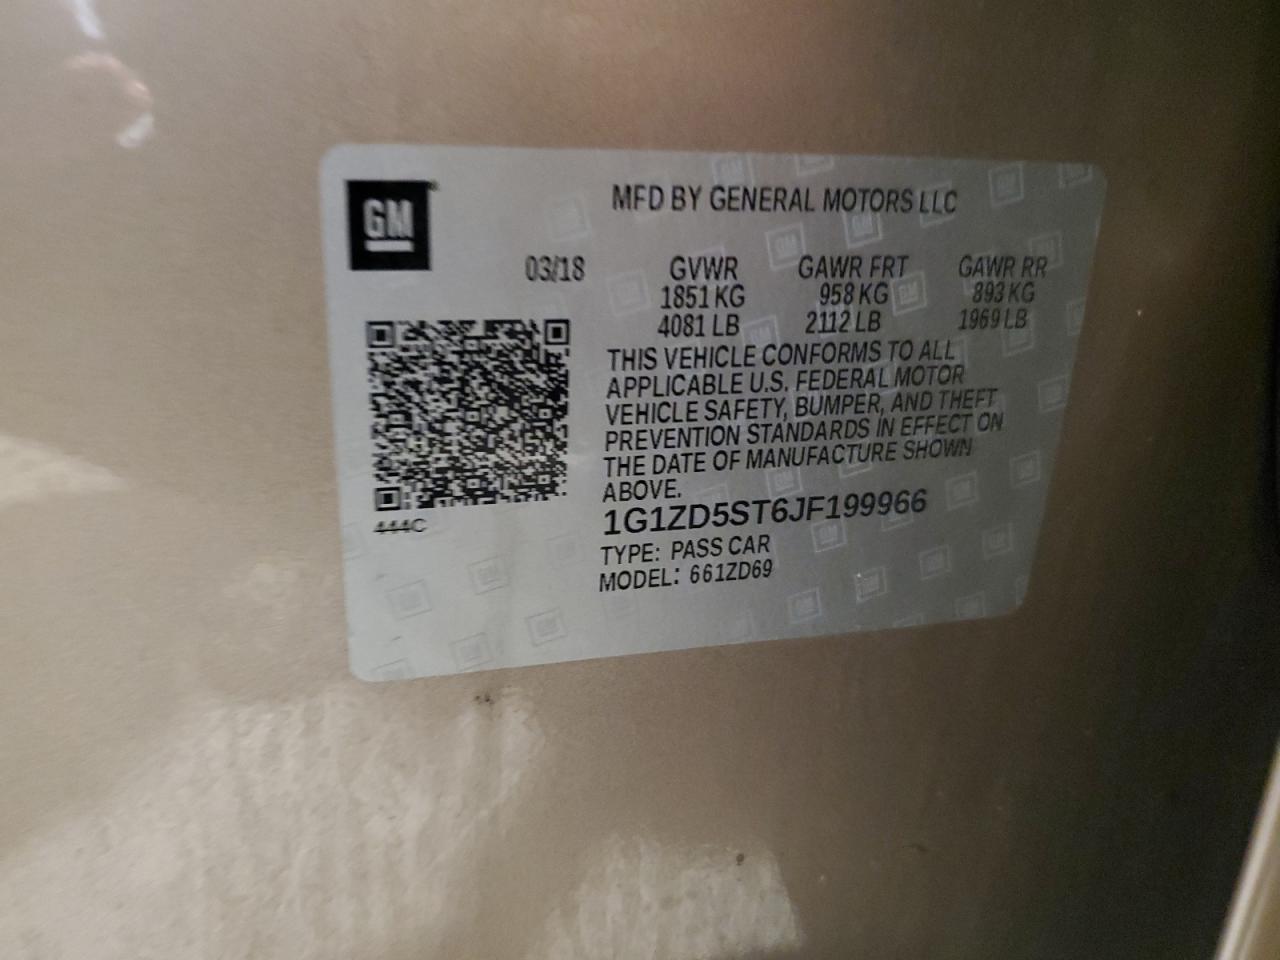 GM
MFD BY GENERAL MOTORS LLC
03/18 GVWR GAWR FRT GAWR RR
1851 KG 958 KG 893 KG
4081 LB 2112 LB 1969 LB
THIS VEHICLE CONFORMS TO ALL
APPLICABLE U.S. FEDERAL MOTOR
VEHICLE SAFETY, BUMPER, AND THEFT
PREVENTION STANDARDS IN EFFECT ON
THE DATE OF MANUFACTURE SHOWN
ABOVE.
1G1ZD5ST6JF199966
TYPE: PASS CAR
MODEL: 661ZD69
444C